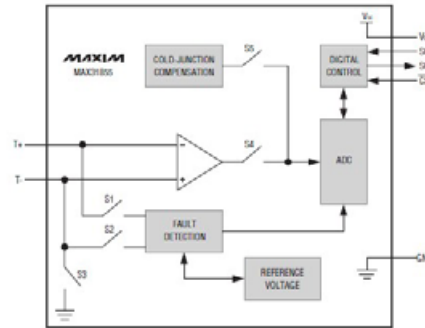 MAXIM
MAX31855
COLD-JUNCTION
COMPENSATION
S5
DIGITAL
CONTROL
T+
T-
S4
ADC
S1
S2
S3
FAULT
DETECTION
REFERENCE
VOLTAGE